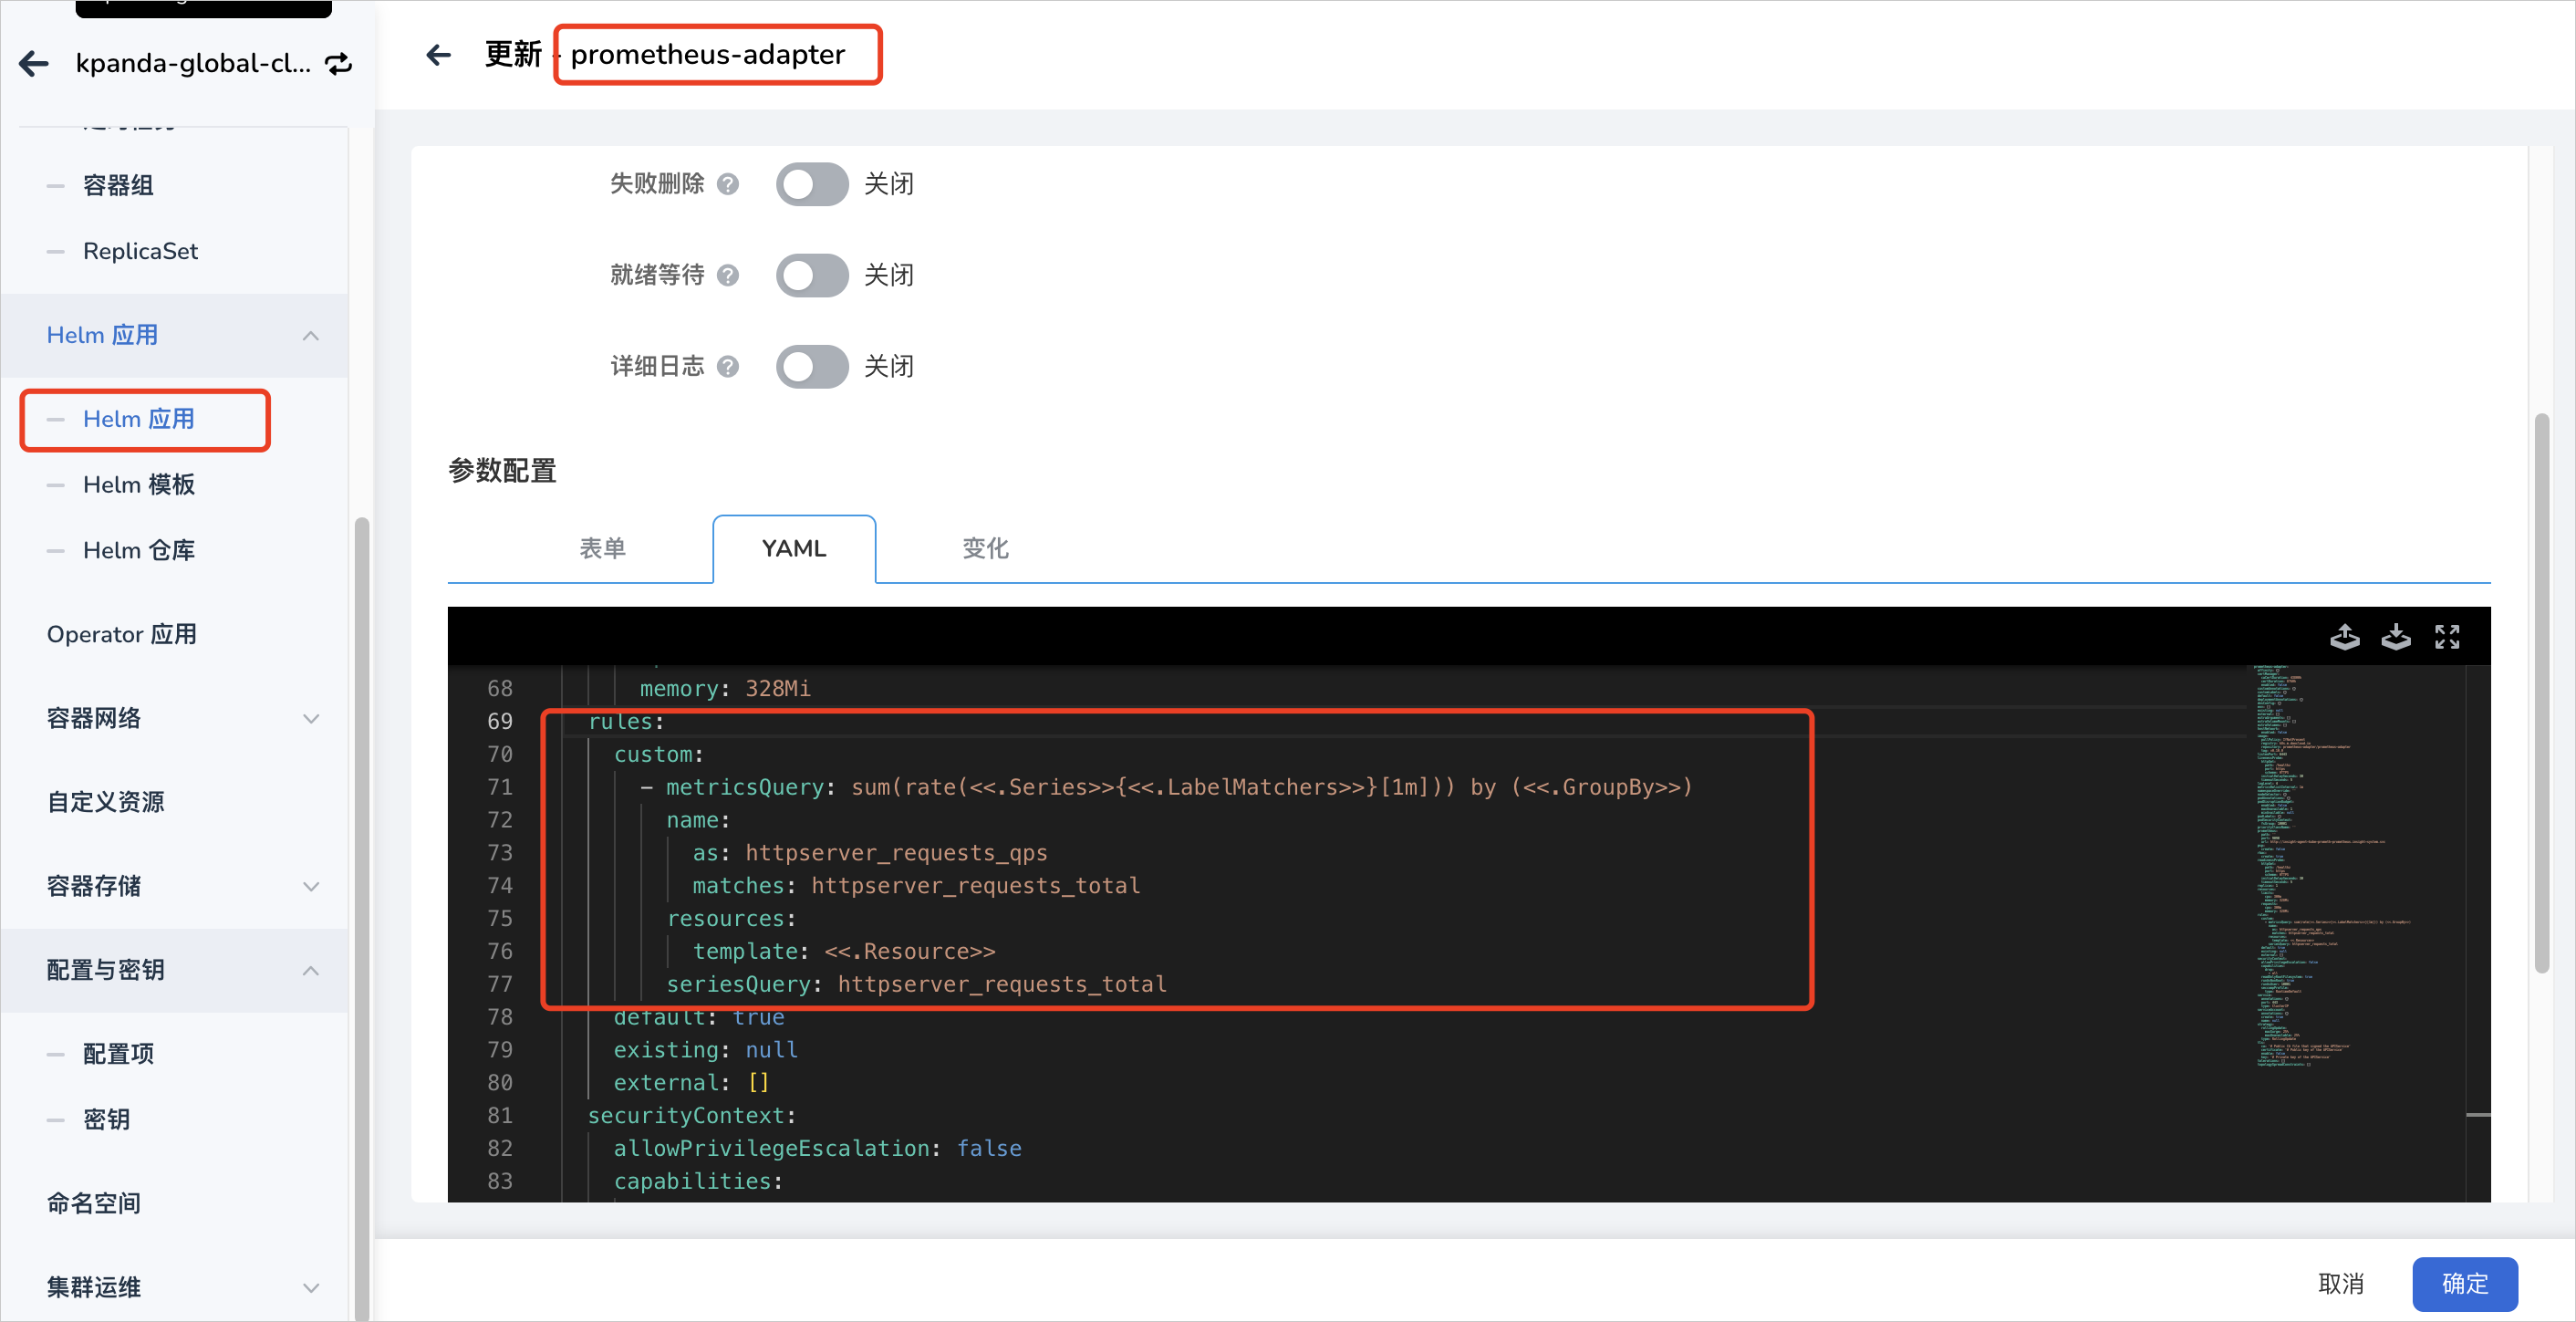 kpanda-global-cl...
容器组
ReplicaSet
Helm 应用
Helm 应用
Helm 模板
Helm 仓库
Operator 应用
容器网络
自定义资源
容器存储
配置与密钥
配置项
密钥
命名空间
集群运维
更新 - prometheus-adapter
失败删除 ? 关闭
就绪等待 ? 关闭
详细日志 ? 关闭
参数配置
表单 YAML 变化
68 memory: 328Mi
69 rules:
70 custom:
71 - metricsQuery: sum(rate(<<.Series>>{<<.LabelMatchers>>}[1m])) by (<<.GroupBy>>)
72 name:
73 as: httpserver_requests_qps
74 matches: httpserver_requests_total
75 resources:
76 template: <<.Resource>>
77 seriesQuery: httpserver_requests_total
78 default: true
79 existing: null
80 external: []
81 securityContext:
82 allowPrivilegeEscalation: false
83 capabilities:
取消 确定